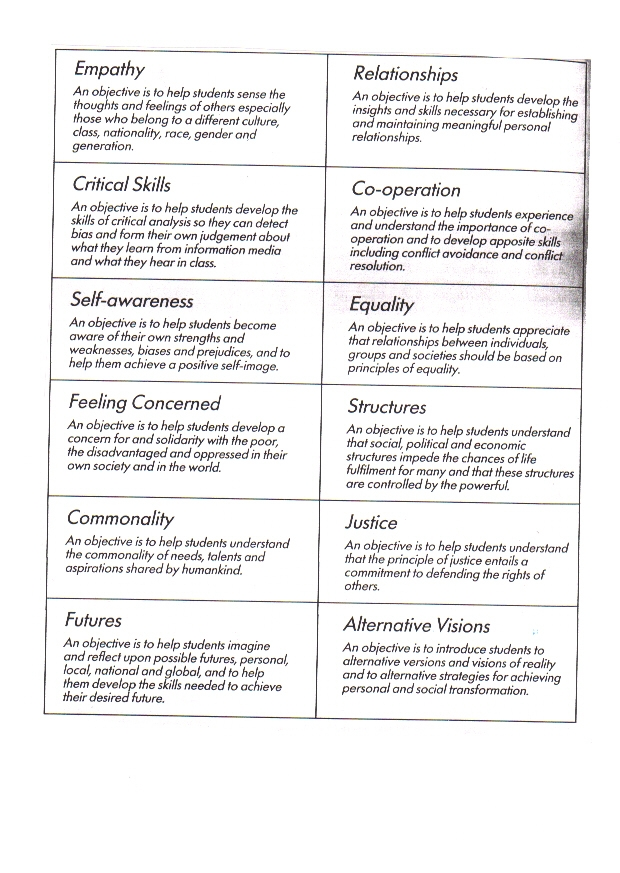 Empathy
An objective is to help students sense the
thoughts and feelings of others especially
those who belong to a different culture,
class, nationality, race, gender and
generation.
Relationships
An objective is to help students develop the
insights and skills necessary for establishing
and maintaining meaningful personal
relationships.
Critical Skills
An objective is to help students develop the
skills of critical analysis so they can detect
bias and form their own judgement about
what they learn from information media
and what they hear in class.
Co-operation
An objective is to help students experience
and understand the importance of co-
operation and to develop apposite skills
including conflict avoidance and conflict
resolution.
Self-awareness
An objective is to help students become
aware of their own strengths and
weaknesses, biases and prejudices, and to
help them achieve a positive self-image.
Equality
An objective is to help students appreciate
that relationships between individuals,
groups and societies should be based on
principles of equality.
Feeling Concerned
An objective is to help students develop a
concern for and solidarity with the poor,
the disadvantaged and oppressed in their
own society and in the world.
Structures
An objective is to help students understand
that social, political and economic
structures impede the chances of life
fulfilment for many and that these structures
are controlled by the powerful.
Commonality
An objective is to help students understand
the commonality of needs, talents and
aspirations shared by humankind.
Justice
An objective is to help students understand
that the principle of justice entails a
commitment to defending the rights of
others.
Futures
An objective is to help students imagine
and reflect upon possible futures, personal,
local, national and global, and to help
them develop the skills needed to achieve
their desired future.
Alternative Visions
An objective is to introduce students to
alternative versions and visions of reality
and to alternative strategies for achieving
personal and social transformation.